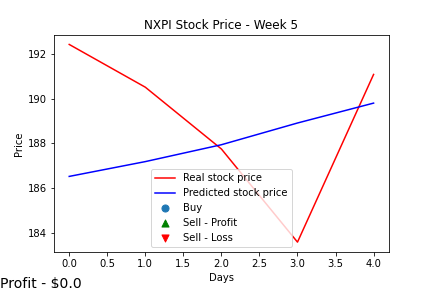 NXPI Stock Price - Week 5
Price
192
190
188
186
184
Real stock price
Predicted stock price
Buy
Sell - Profit
Sell - Loss
0.0 0.5 1.0 1.5 2.0 2.5 3.0 3.5 4.0
Days
Profit - $0.0